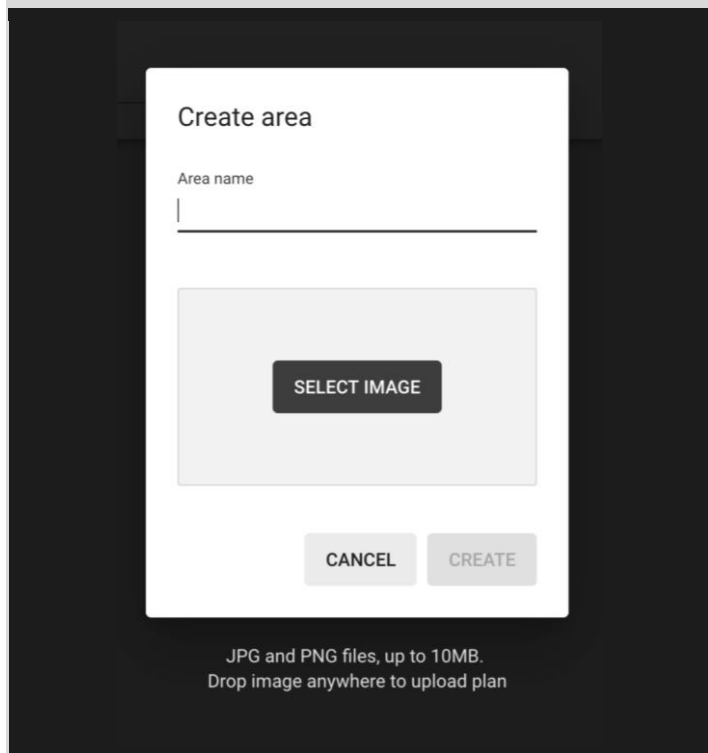 Create area
Area name
SELECT IMAGE
CANCEL
CREATE
JPG and PNG files, up to 10MB.
Drop image anywhere to upload plan